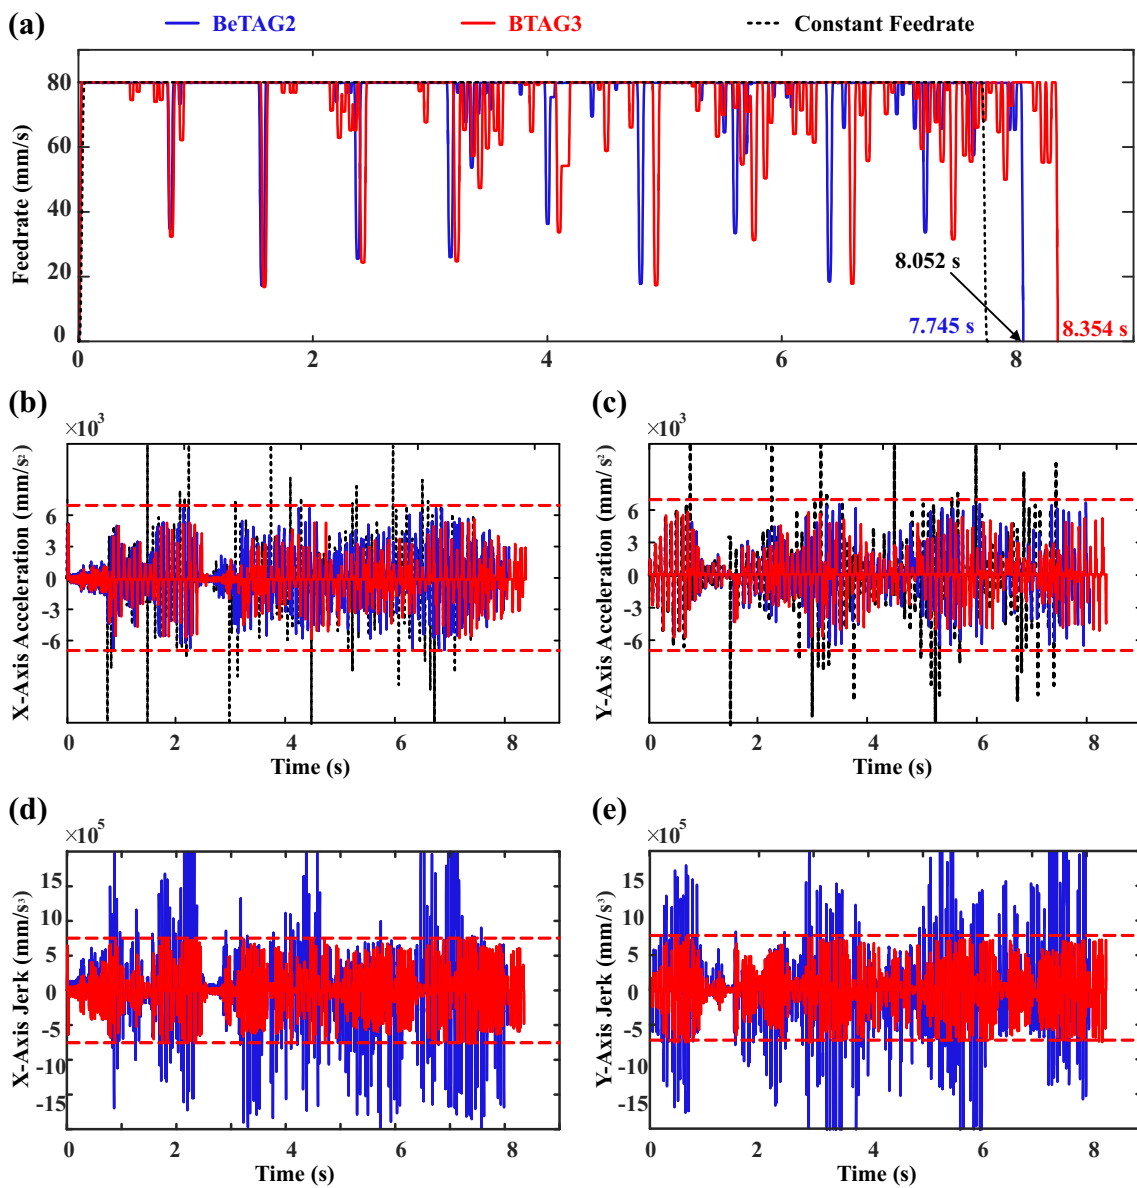 (a)
BeTAG2 BTAG3 Constant Feedrate
Feedrate (mm/s)
80
60
40
20
0
8.052 s
7.745 s
8.354 s
0 2 4 6 8
(b)
×10³
X-Axis Acceleration (mm/s²)
6
3
0
-3
-6
0 2 4 6 8
Time (s)
(c)
×10³
Y-Axis Acceleration (mm/s²)
6
3
0
-3
-6
0 2 4 6 8
Time (s)
(d)
×10⁵
X-Axis Jerk (mm/s³)
15
10
5
0
-5
-10
-15
0 2 4 6 8
Time (s)
(e)
×10⁵
Y-Axis Jerk (mm/s³)
15
10
5
0
-5
-10
-15
0 2 4 6 8
Time (s)